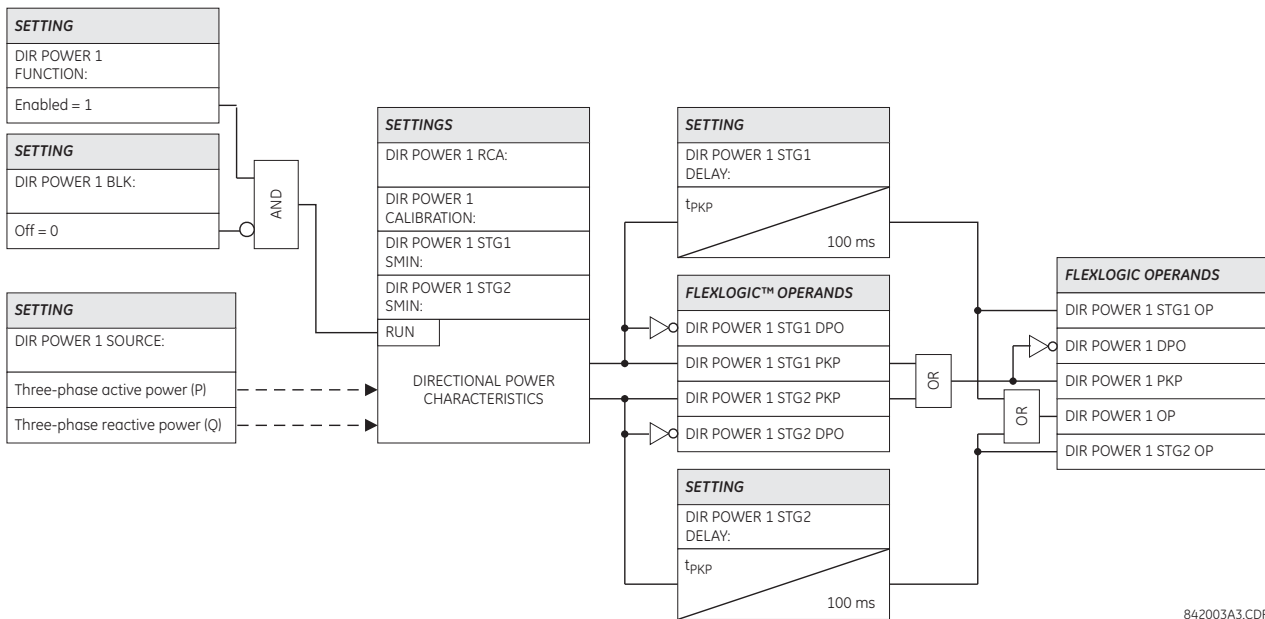 SETTING
DIR POWER 1
FUNCTION:
Enabled = 1
SETTING
DIR POWER 1 BLK:
Off = 0
AND
SETTING
DIR POWER 1 SOURCE:
Three-phase active power (P)
Three-phase reactive power (Q)
SETTINGS
DIR POWER 1 RCA:
DIR POWER 1
CALIBRATION:
DIR POWER 1 STG1
SMIN:
DIR POWER 1 STG2
SMIN:
RUN
DIRECTIONAL POWER
CHARACTERISTICS
SETTING
DIR POWER 1 STG1
DELAY:
tPKP
100 ms
FLEXLOGIC™ OPERANDS
DIR POWER 1 STG1 DPO
DIR POWER 1 STG1 PKP
DIR POWER 1 STG2 PKP
DIR POWER 1 STG2 DPO
SETTING
DIR POWER 1 STG2
DELAY:
tPKP
100 ms
OR
OR
FLEXLOGIC OPERANDS
DIR POWER 1 STG1 OP
DIR POWER 1 DPO
DIR POWER 1 PKP
DIR POWER 1 OP
DIR POWER 1 STG2 OP
842003A3.CDR